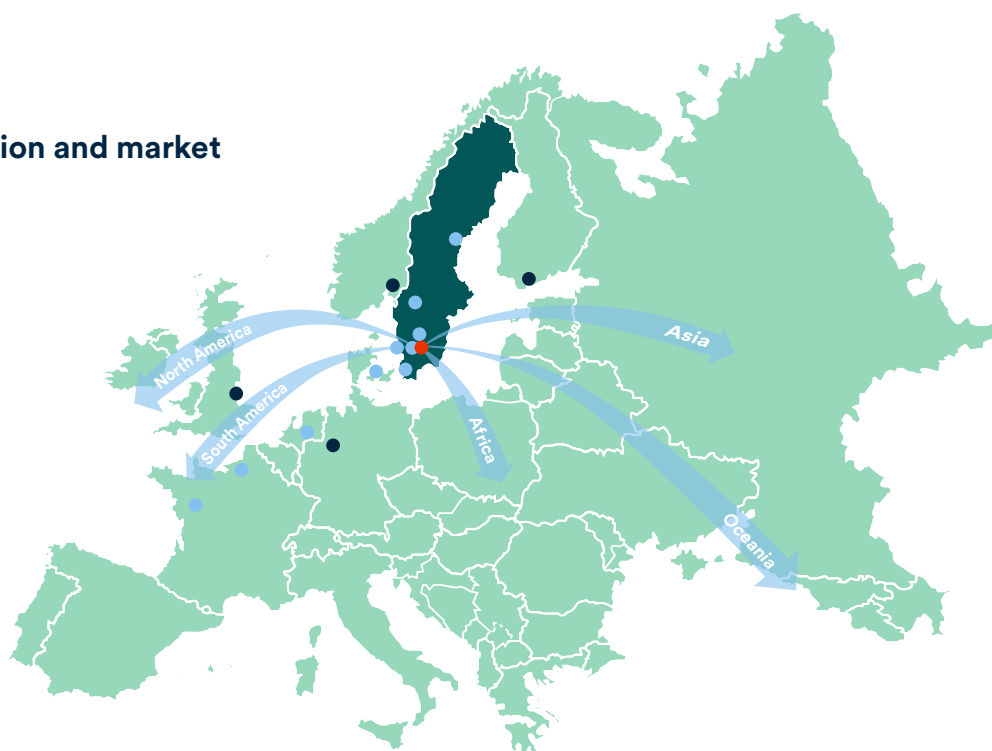 ion and market
North America
South America
Africa
Asia
Oceania